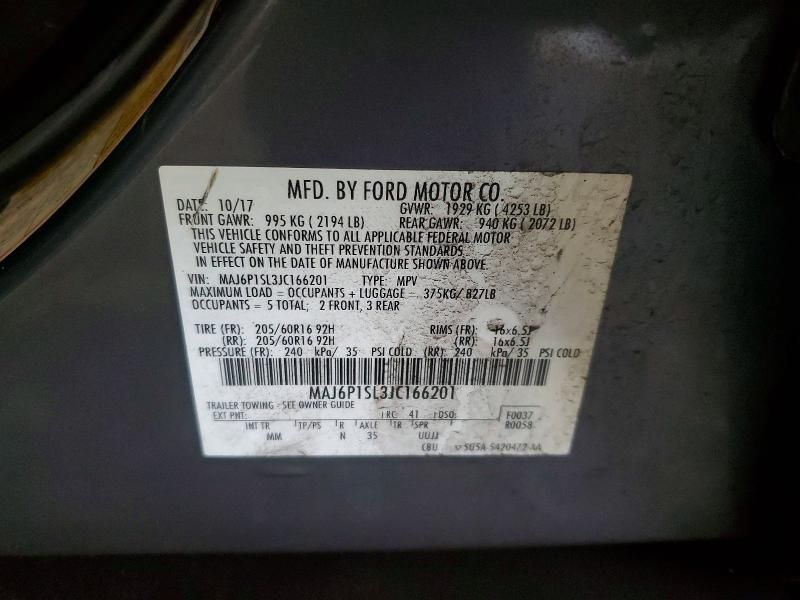 MFD. BY FORD MOTOR CO.
DATE: 10/17 GVWR: 1929 KG ( 4253 LB)
FRONT GAWR: 995 KG ( 2194 LB) REAR GAWR: 940 KG ( 2072 LB)
THIS VEHICLE CONFORMS TO ALL APPLICABLE FEDERAL MOTOR
VEHICLE SAFETY AND THEFT PREVENTION STANDARDS
IN EFFECT ON THE DATE OF MANUFACTURE SHOWN ABOVE.
VIN: MAJ6P1SL3JC166201 TYPE: MPV
MAXIMUM LOAD = OCCUPANTS + LUGGAGE = 375KG/ 827LB
OCCUPANTS = 5 TOTAL; 2 FRONT, 3 REAR
TIRE (FR): 205/60R16 92H RIMS (FR): 16x6.5J
(RR): 205/60R16 92H (RR): 16x6.5J
PRESSURE (FR): 240 kPa/ 35 PSI COLD (RR): 240 kPa/ 35 PSI COLD
MAJ6P1SL3JC166201
TRAILER TOWING - SEE OWNER GUIDE
EXT PNT: RC: 41 DSO: F0037
R0058
INT TR TP/PS R AXLE TR SPR
MM N 35 UUJJ
CBU